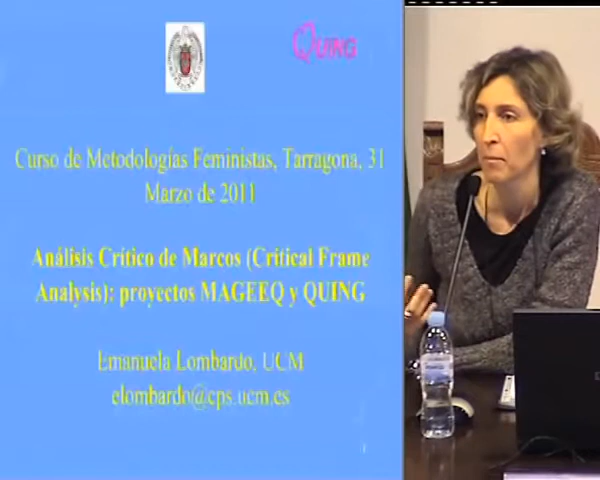 QUING
Curso de Metodologías Feministas, Tarragona, 31
Marzo de 2011
Análisis Crítico de Marcos (Critical Frame
Analysis): proyectos MAGEEQ y QUING
Emanuela Lombardo, UCM
elombardo@cps.ucm.es
1